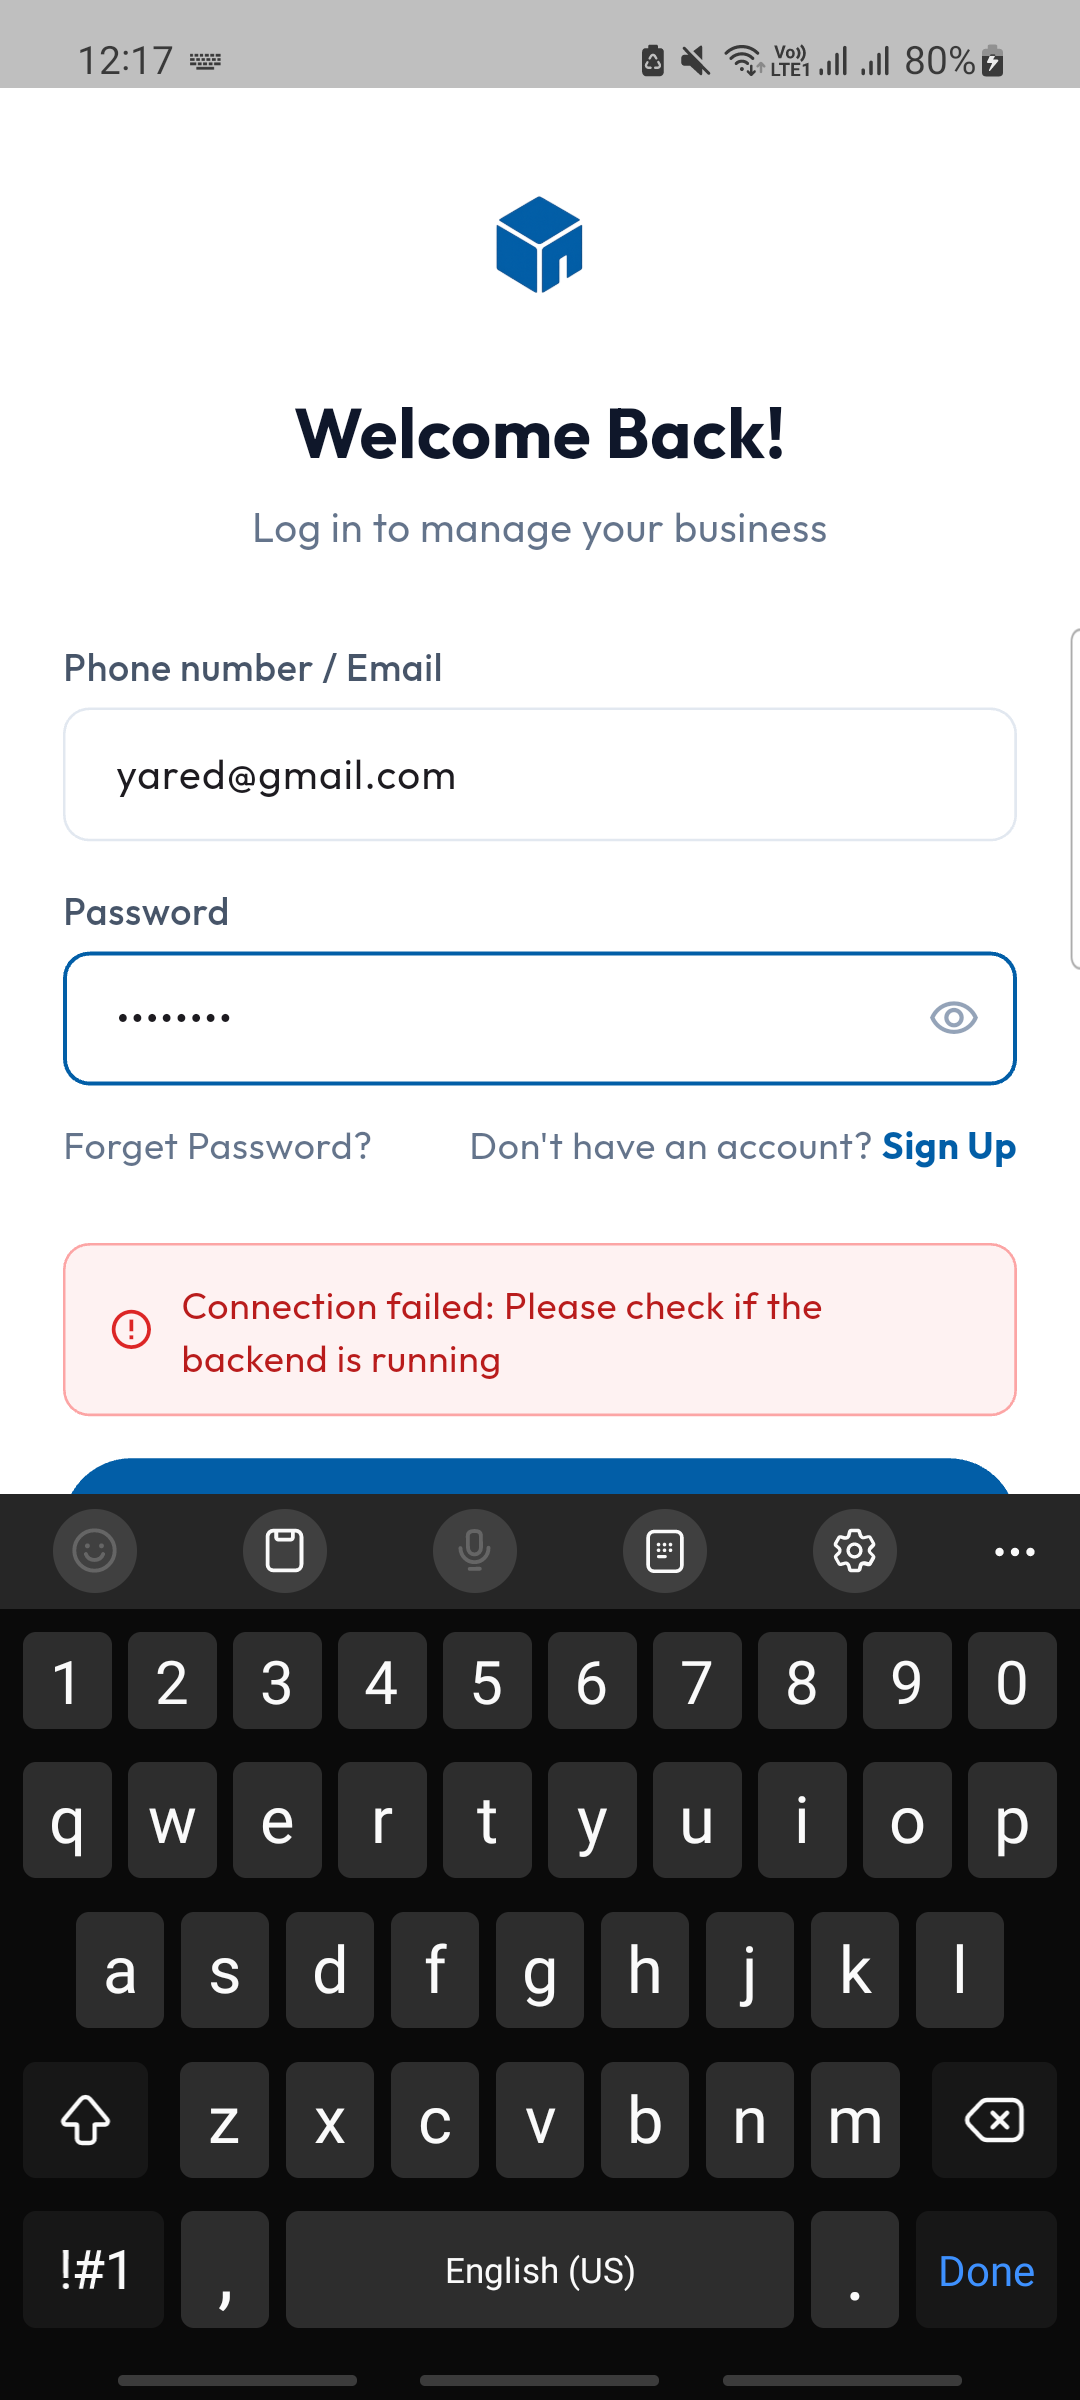 12:17
Vo)) LTE1 80%
Welcome Back!
Log in to manage your business
Phone number / Email
yared@gmail.com
Password
••••••••
Forget Password? Don't have an account? Sign Up
Connection failed: Please check if the
backend is running
1 2 3 4 5 6 7 8 9 0
q w e r t y u i o p
a s d f g h j k l
z x c v b n m
!#1 , English (US) . Done